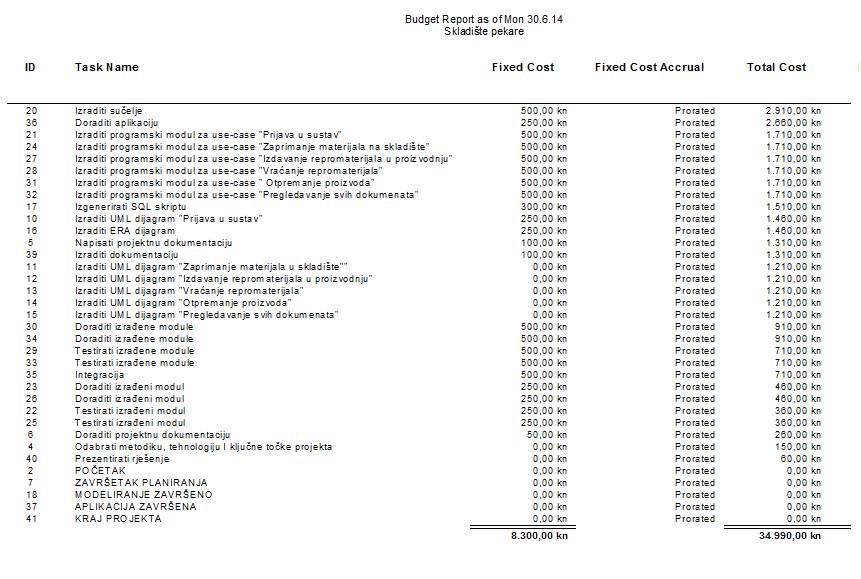 Budget Report as of Mon 30.6.14
Skladište pekare
ID Task Name Fixed Cost Fixed Cost Accrual Total Cost
20 Izraditi sučelje 500,00 kn Prorated 2.910,00 kn
36 Doraditi aplikaciju 250,00 kn Prorated 2.660,00 kn
21 Izraditi programski modul za use-case "Prijava u sustav" 500,00 kn Prorated 1.710,00 kn
24 Izraditi programski modul za use-case "Zaprimanje materijala na skladište" 500,00 kn Prorated 1.710,00 kn
27 Izraditi programski modul za use-case "Izdavanje repromaterijala u proizvodnju" 500,00 kn Prorated 1.710,00 kn
28 Izraditi programski modul za use-case "Vraćanje repromaterijala" 500,00 kn Prorated 1.710,00 kn
31 Izraditi programski modul za use-case " Otpremanje proizvoda" 500,00 kn Prorated 1.710,00 kn
32 Izraditi programski modul za use-case "Pregledavanje svih dokumenata" 500,00 kn Prorated 1.710,00 kn
17 Izgenerirati SQL skriptu 300,00 kn Prorated 1.510,00 kn
10 Izraditi UML dijagram "Prijava u sustav" 250,00 kn Prorated 1.460,00 kn
16 Izraditi ERA dijagram 250,00 kn Prorated 1.460,00 kn
5 Napisati projektnu dokumentaciju 100,00 kn Prorated 1.310,00 kn
39 Izraditi dokumentaciju 100,00 kn Prorated 1.310,00 kn
11 Izraditi UML dijagram "Zaprimanje materijala u skladište"" 0,00 kn Prorated 1.210,00 kn
12 Izraditi UML dijagram "Izdavanje repromaterijala u proizvodnju" 0,00 kn Prorated 1.210,00 kn
13 Izraditi UML dijagram "Vraćanje repromaterijala" 0,00 kn Prorated 1.210,00 kn
14 Izraditi UML dijagram "Otpremanje proizvoda" 0,00 kn Prorated 1.210,00 kn
15 Izraditi UML dijagram "Pregledavanje svih dokumenata" 0,00 kn Prorated 1.210,00 kn
30 Doraditi izrađene module 500,00 kn Prorated 910,00 kn
34 Doraditi izrađene module 500,00 kn Prorated 910,00 kn
29 Testirati izrađene module 500,00 kn Prorated 710,00 kn
33 Testirati izrađene module 500,00 kn Prorated 710,00 kn
35 Integracija 500,00 kn Prorated 710,00 kn
23 Doraditi izrađeni modul 250,00 kn Prorated 460,00 kn
26 Doraditi izrađeni modul 250,00 kn Prorated 460,00 kn
22 Testirati izrađeni modul 250,00 kn Prorated 360,00 kn
25 Testirati izrađeni modul 250,00 kn Prorated 360,00 kn
6 Doraditi projektnu dokumentaciju 50,00 kn Prorated 260,00 kn
4 Odabrati metodiku, tehnologiju I ključne točke projekta 0,00 kn Prorated 150,00 kn
40 Prezentirati rješenje 0,00 kn Prorated 60,00 kn
2 POČETAK 0,00 kn Prorated 0,00 kn
7 ZAVRŠETAK PLANIRANJA 0,00 kn Prorated 0,00 kn
18 MODELIRANJE ZAVRŠENO 0,00 kn Prorated 0,00 kn
37 APLIKACIJA ZAVRŠENA 0,00 kn Prorated 0,00 kn
41 KRAJ PROJEKTA 0,00 kn Prorated 0,00 kn
8.300,00 kn 34.990,00 kn